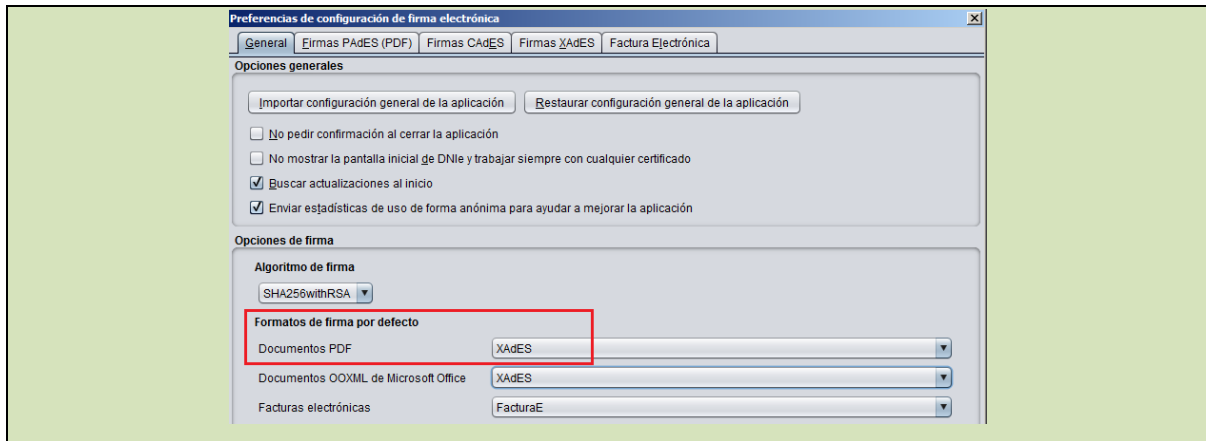 Preferencias de configuración de firma electrónica
General Firmas PAdES (PDF) Firmas CAdES Firmas XAdES Factura Electrónica
Opciones generales
Importar configuración general de la aplicación Restaurar configuración general de la aplicación
No pedir confirmación al cerrar la aplicación
No mostrar la pantalla inicial de DNIe y trabajar siempre con cualquier certificado
Buscar actualizaciones al inicio
Enviar estadísticas de uso de forma anónima para ayudar a mejorar la aplicación
Opciones de firma
Algoritmo de firma
SHA256withRSA
Formatos de firma por defecto
Documentos PDF XAdES
Documentos OOXML de Microsoft Office XAdES
Facturas electrónicas FacturaE